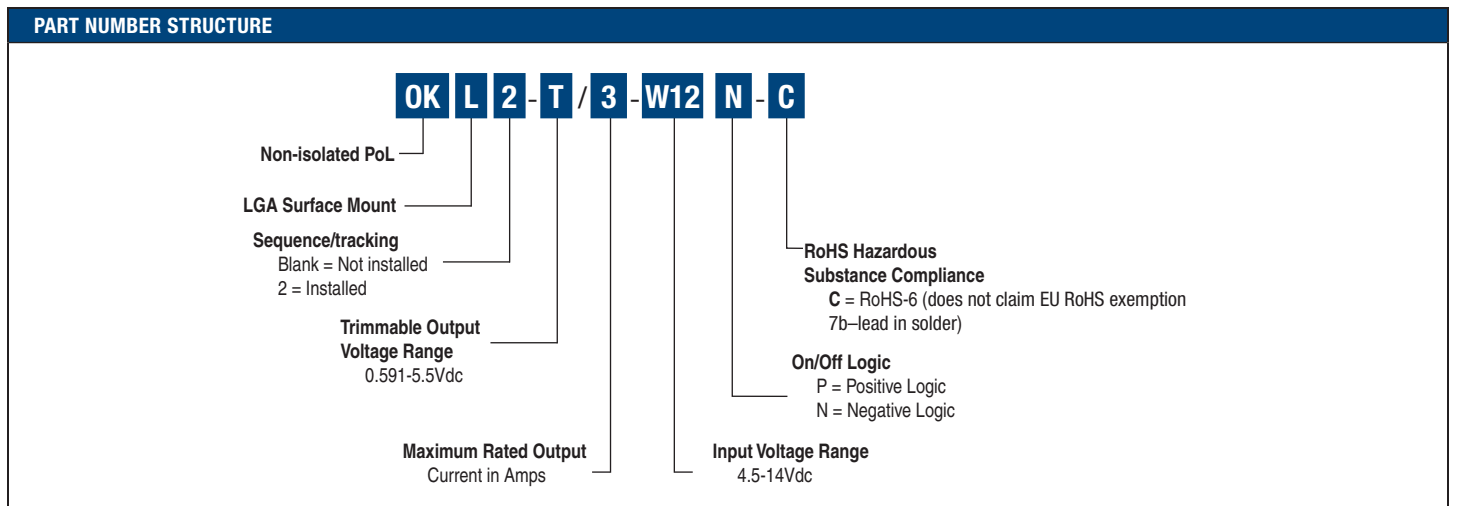 PART NUMBER STRUCTURE
OK L 2 - T / 3 - W12 N - C
Non-isolated PoL
LGA Surface Mount
Sequence/tracking
Blank = Not installed
2 = Installed
Trimmable Output
Voltage Range
0.591-5.5Vdc
Maximum Rated Output
Current in Amps
RoHS Hazardous
Substance Compliance
C = RoHS-6 (does not claim EU RoHS exemption
7b–lead in solder)
On/Off Logic
P = Positive Logic
N = Negative Logic
Input Voltage Range
4.5-14Vdc